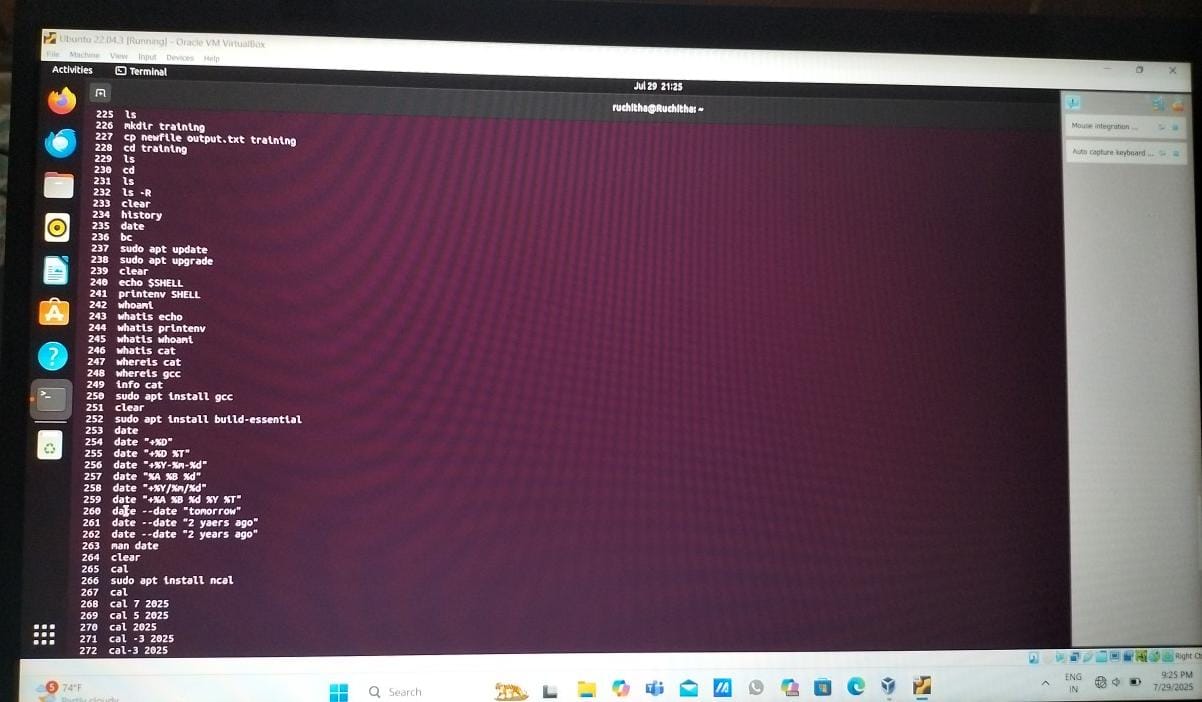 Ubuntu 22.04.3 [Running] - Oracle VM VirtualBox
File Machine View Input Devices Help
Activities Terminal
Jul 29 21:25
ruchitha@Ruchitha: ~
Mouse integration ...
Auto capture keyboard ...
225 ls
226 mkdir training
227 cp newfile output.txt training
228 cd training
229 ls
230 cd
231 ls
232 ls -R
233 clear
234 history
235 date
236 bc
237 sudo apt update
238 sudo apt upgrade
239 clear
240 echo $SHELL
241 printenv SHELL
242 whoami
243 whatis echo
244 whatis printenv
245 whatis whoami
246 whatis cat
247 whereis cat
248 whereis gcc
249 info cat
250 sudo apt install gcc
251 clear
252 sudo apt install build-essential
253 date
254 date "+%D"
255 date "+%D %T"
256 date "+%Y-%m-%d"
257 date "%A %B %d"
258 date "+%Y/%m/%d"
259 date "+%A %B %d %Y %T"
260 date --date "tomorrow"
261 date --date "2 yaers ago"
262 date --date "2 years ago"
263 man date
264 clear
265 cal
266 sudo apt install ncal
267 cal
268 cal 7 2025
269 cal 5 2025
270 cal 2025
271 cal -3 2025
272 cal-3 2025
Right Ct
5
74°F
Partly cloudy
Search
ENG
IN
9:25 PM
7/29/2025